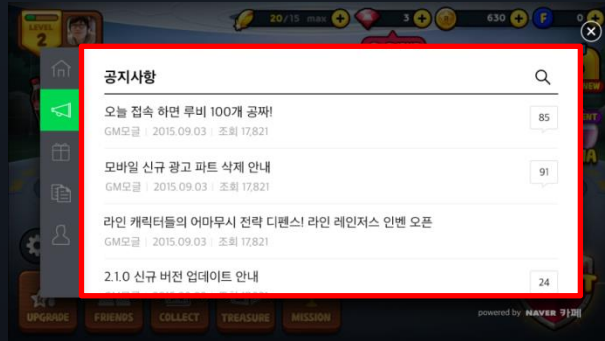 LEVEL
2
20/15 max
3
630
F
0
공지사항
오늘 접속 하면 루비 100개 공짜!
85
GM모글 | 2015.09.03 | 조회 17,821
모바일 신규 광고 파트 삭제 안내
91
GM모글 | 2015.09.03 | 조회 17,821
라인 캐릭터들의 어마무시 전략 디펜스! 라인 레인저스 인벤 오픈
GM모글 | 2015.09.03 | 조회 17,821
2.1.0 신규 버전 업데이트 안내
24
NEW
UPGRADE
FRIENDS
COLLECT
TREASURE
MISSION
powered by NAVER 카페